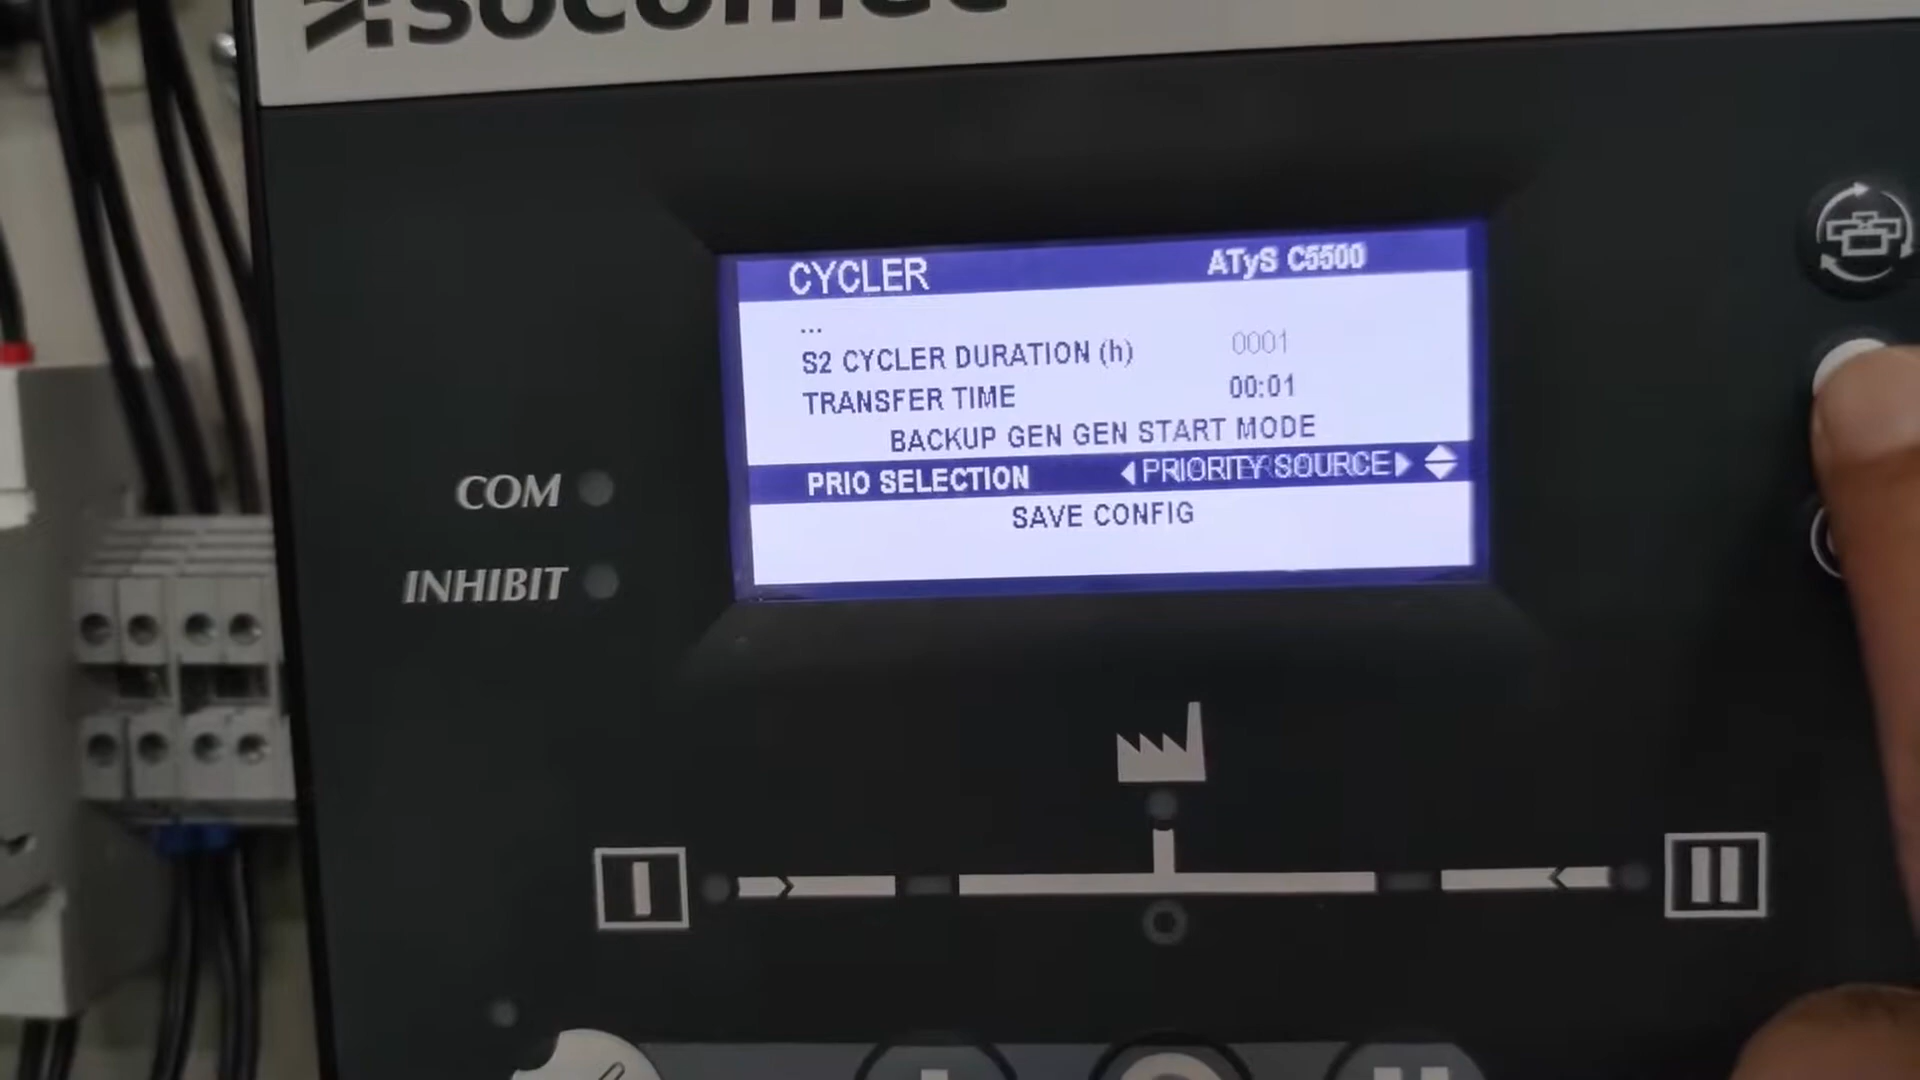 socomec
CYCLER ATyS C5500
...
S2 CYCLER DURATION (h) 0001
TRANSFER TIME 00:01
BACKUP GEN GEN START MODE
PRIO SELECTION PRIORITY SOURCE
SAVE CONFIG
COM
INHIBIT
I II